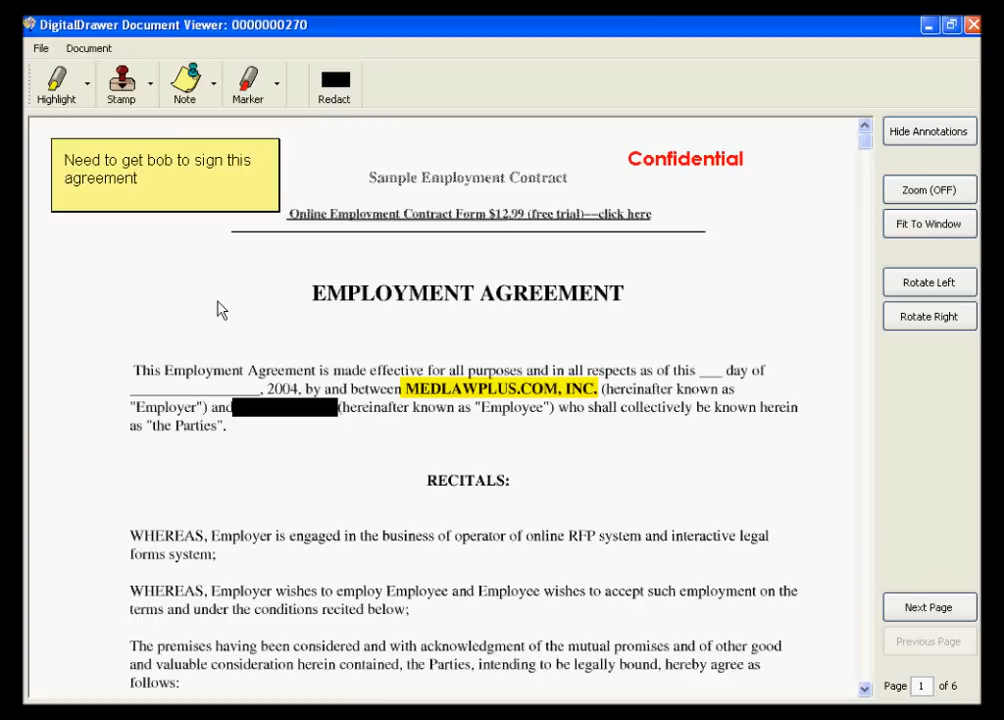 DigitalDrawer Document Viewer: 0000000270
File Document
Highlight Stamp Note Marker Redact
Need to get bob to sign this
agreement
Confidential
Sample Employment Contract
Online Employment Contract Form $12.99 (free trial)—click here
EMPLOYMENT AGREEMENT
This Employment Agreement is made effective for all purposes and in all respects as of this ___ day of
____________________, 2004, by and between MEDLAWPLUS.COM, INC. (hereinafter known as
"Employer") and (hereinafter known as "Employee") who shall collectively be known herein
as "the Parties".
RECITALS:
WHEREAS, Employer is engaged in the business of operator of online RFP system and interactive legal
forms system;
WHEREAS, Employer wishes to employ Employee and Employee wishes to accept such employment on the
terms and under the conditions recited below;
The premises having been considered and with acknowledgment of the mutual promises and of other good
and valuable consideration herein contained, the Parties, intending to be legally bound, hereby agree as
follows:
Hide Annotations
Zoom (OFF)
Fit To Window
Rotate Left
Rotate Right
Next Page
Previous Page
Page 1 of 6